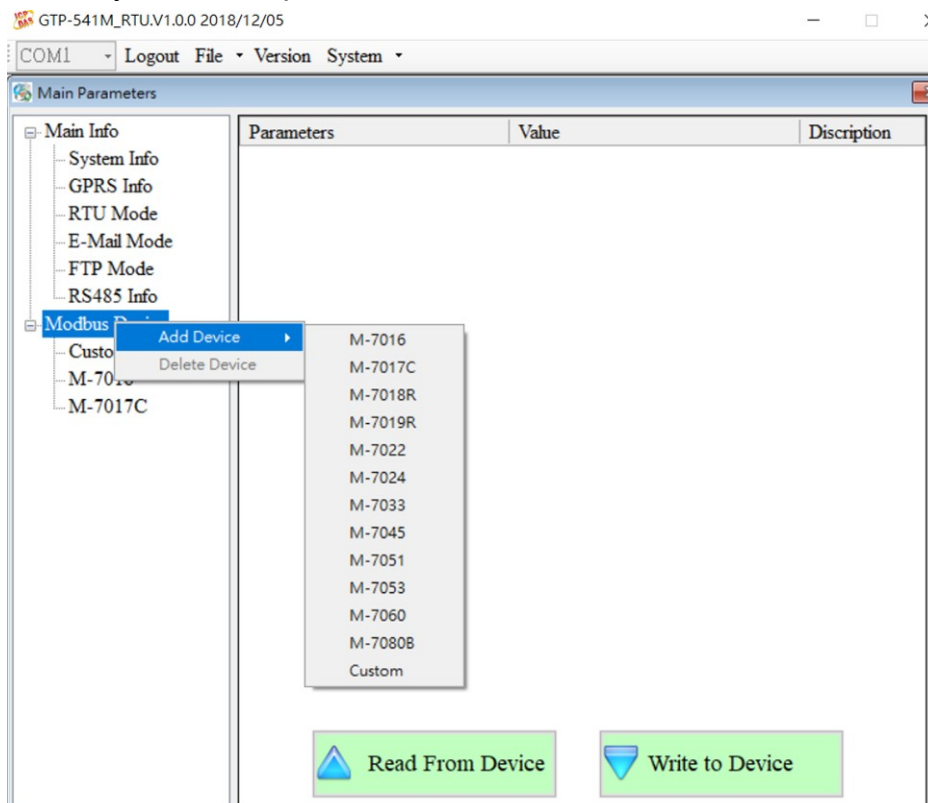 GTP-541M_RTU.V1.0.0 2018/12/05
COM1 Logout File Version System
Main Parameters
Main Info
System Info
GPRS Info
RTU Mode
E-Mail Mode
FTP Mode
RS485 Info
Modbus
Custo
M-70
M-7017C
Parameters Value Discription
Add Device
Delete Device
M-7016
M-7017C
M-7018R
M-7019R
M-7022
M-7024
M-7033
M-7045
M-7051
M-7053
M-7060
M-7080B
Custom
Read From Device Write to Device